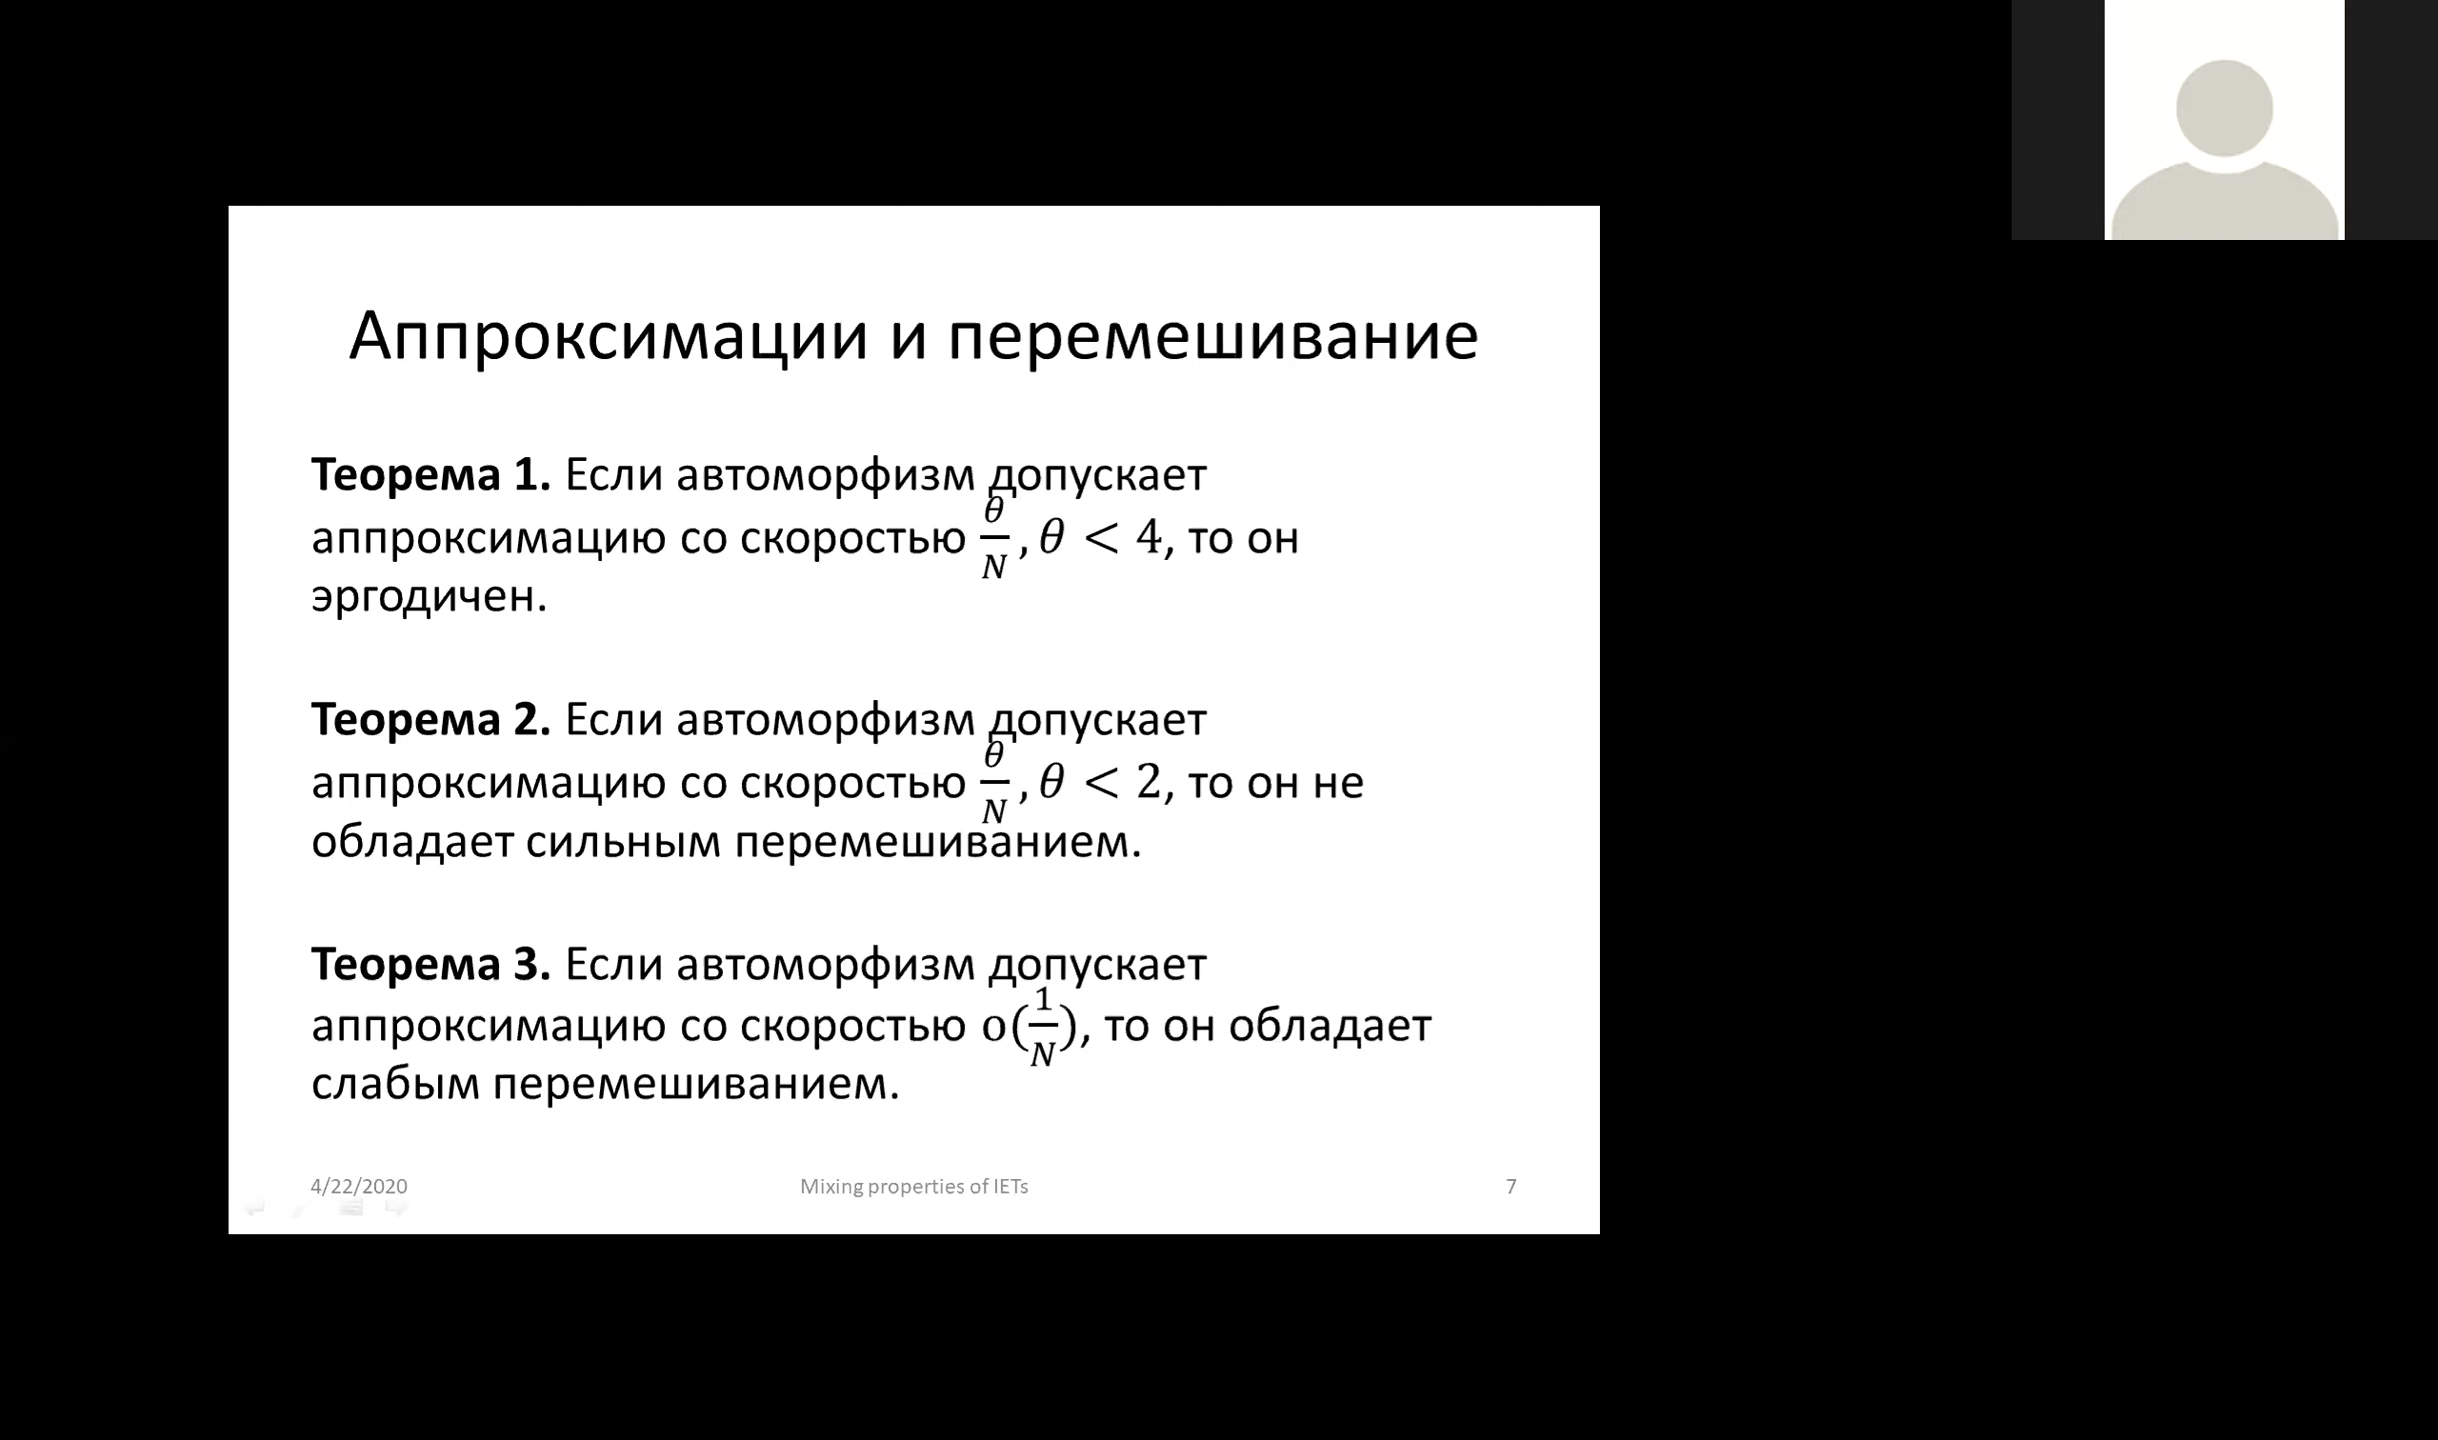 Аппроксимации и перемешивание
Теорема 1. Если автоморфизм допускает
аппроксимацию со скоростью θ/N, θ < 4, то он
эргодичен.
Теорема 2. Если автоморфизм допускает
аппроксимацию со скоростью θ/N, θ < 2, то он не
обладает сильным перемешиванием.
Теорема 3. Если автоморфизм допускает
аппроксимацию со скоростью o(1/N), то он обладает
слабым перемешиванием.
4/22/2020 Mixing properties of IETs 7